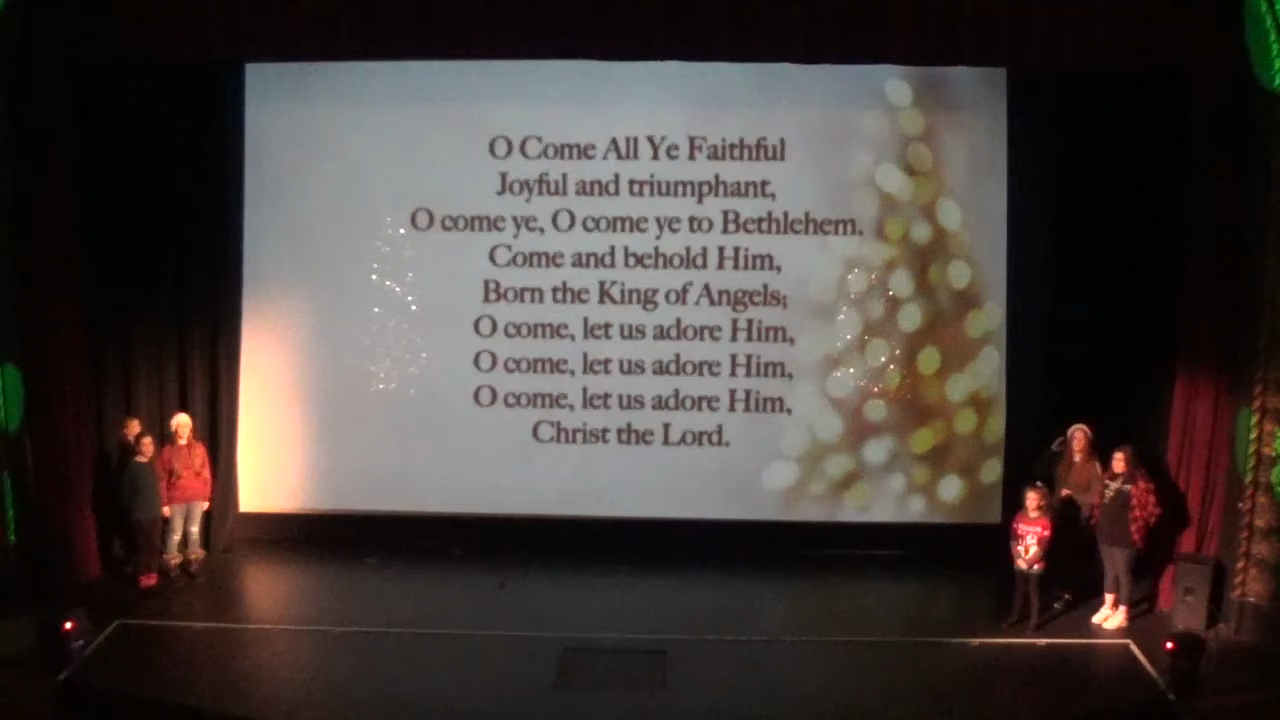 O Come All Ye Faithful
Joyful and triumphant,
O come ye, O come ye to Bethlehem.
Come and behold Him,
Born the King of Angels;
O come, let us adore Him,
O come, let us adore Him,
O come, let us adore Him,
Christ the Lord.